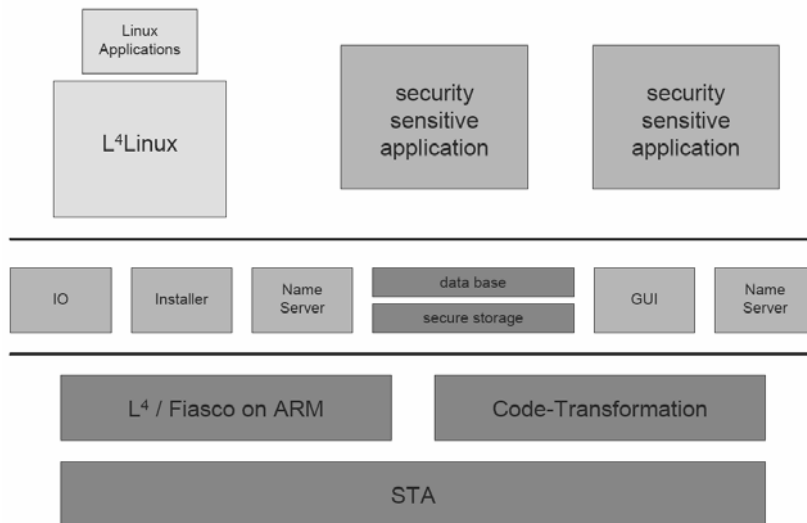 Linux
Applications
L⁴Linux
security
sensitive
application
security
sensitive
application
IO
Installer
Name
Server
data base
secure storage
GUI
Name
Server
L⁴ / Fiasco on ARM
Code-Transformation
STA